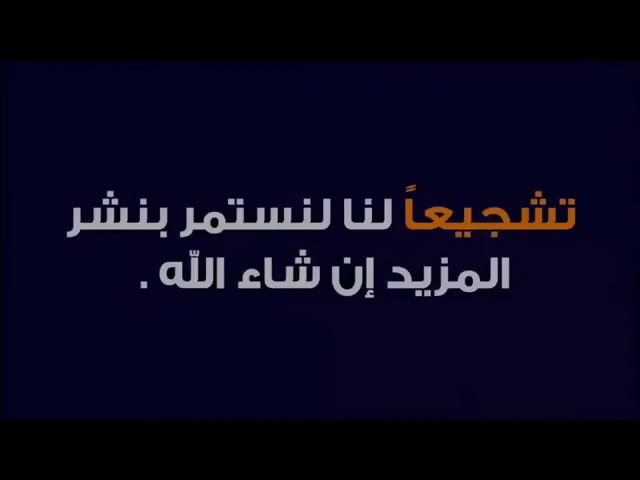 تشجيعاً لنا لنستمر بنشر
المزيد إن شاء الله .